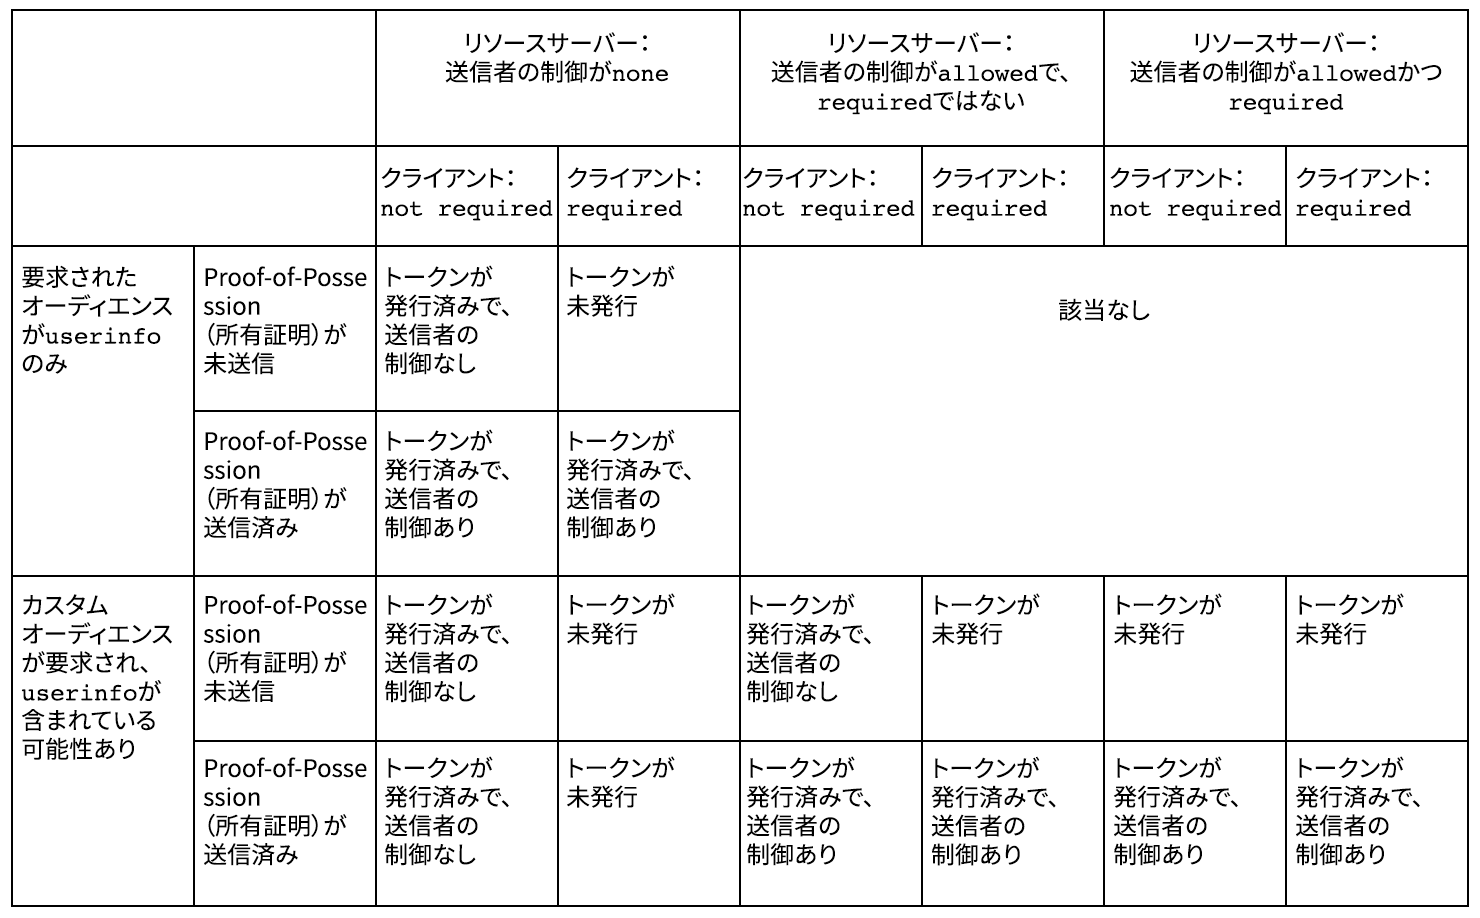 リソースサーバー：
送信者の制御がnone
リソースサーバー：
送信者の制御がallowedで、
requiredではない
リソースサーバー：
送信者の制御がallowedかつ
required
クライアント：
not required
クライアント：
required
クライアント：
not required
クライアント：
required
クライアント：
not required
クライアント：
required
要求された
オーディエンス
がuserinfo
のみ
Proof-of-Posse
ssion
（所有証明）が
未送信
トークンが
発行済みで、
送信者の
制御なし
トークンが
未発行
該当なし
Proof-of-Posse
ssion
（所有証明）が
送信済み
トークンが
発行済みで、
送信者の
制御あり
トークンが
発行済みで、
送信者の
制御あり
カスタム
オーディエンス
が要求され、
userinfoが
含まれている
可能性あり
Proof-of-Posse
ssion
（所有証明）が
未送信
トークンが
発行済みで、
送信者の
制御なし
トークンが
未発行
トークンが
発行済みで、
送信者の
制御なし
トークンが
未発行
トークンが
未発行
トークンが
未発行
Proof-of-Posse
ssion
（所有証明）が
送信済み
トークンが
発行済みで、
送信者の
制御なし
トークンが
未発行
トークンが
発行済みで、
送信者の
制御あり
トークンが
発行済みで、
送信者の
制御あり
トークンが
発行済みで、
送信者の
制御あり
トークンが
発行済みで、
送信者の
制御あり